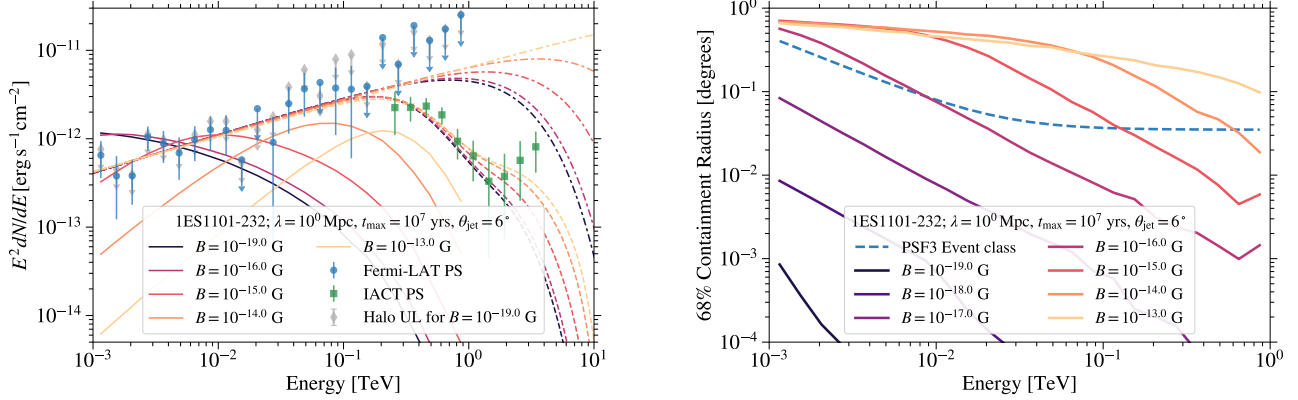 E² dN/dE [erg s⁻¹ cm⁻²]
10⁻¹¹
10⁻¹²
10⁻¹³
10⁻¹⁴
1ES1101-232; λ = 10⁰ Mpc, t_max = 10⁷ yrs, θ_jet = 6°
B = 10⁻¹⁹·⁰ G
B = 10⁻¹⁶·⁰ G
B = 10⁻¹⁵·⁰ G
B = 10⁻¹⁴·⁰ G
B = 10⁻¹³·⁰ G
Fermi-LAT PS
IACT PS
Halo UL for B = 10⁻¹⁹·⁰ G
10⁻³ 10⁻² 10⁻¹ 10⁰ 10¹
Energy [TeV]
68% Containment Radius [degrees]
10⁰
10⁻¹
10⁻²
10⁻³
10⁻⁴
1ES1101-232; λ = 10⁰ Mpc, t_max = 10⁷ yrs, θ_jet = 6°
PSF3 Event class
B = 10⁻¹⁹·⁰ G
B = 10⁻¹⁸·⁰ G
B = 10⁻¹⁷·⁰ G
B = 10⁻¹⁶·⁰ G
B = 10⁻¹⁵·⁰ G
B = 10⁻¹⁴·⁰ G
B = 10⁻¹³·⁰ G
10⁻³ 10⁻² 10⁻¹ 10⁰
Energy [TeV]